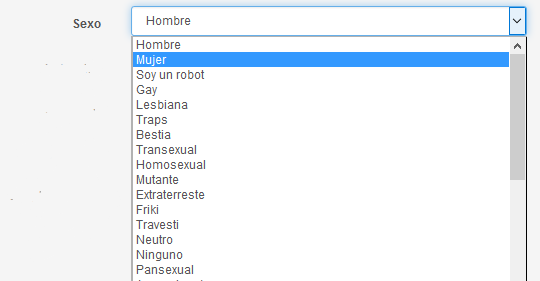 Sexo Hombre
Hombre
Mujer
Soy un robot
Gay
Lesbiana
Traps
Bestia
Transexual
Homosexual
Mutante
Extraterreste
Friki
Travesti
Neutro
Ninguno
Pansexual